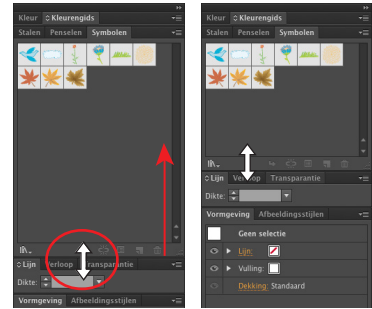 Kleur Kleurengids
Stalen Penselen Symbolen
Lijn Verloop Transparantie
Dikte:
Vormgeving Afbeeldingsstijlen
Kleur Kleurengids
Stalen Penselen Symbolen
Lijn Verloop Transparantie
Dikte:
Vormgeving Afbeeldingsstijlen
Geen selectie
Lijn:
Vulling:
Dekking: Standaard